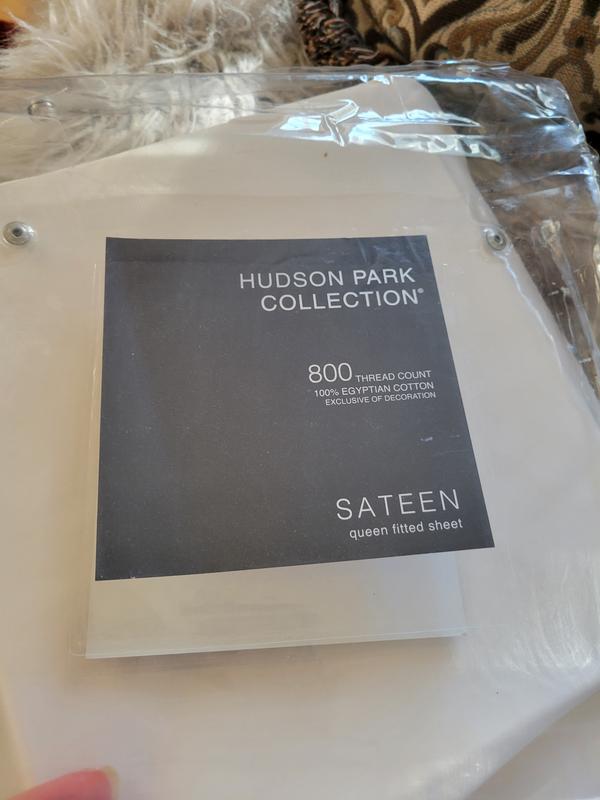 HUDSON PARK
COLLECTION®
800 THREAD COUNT
100% EGYPTIAN COTTON
EXCLUSIVE OF DECORATION
SATEEN
queen fitted sheet